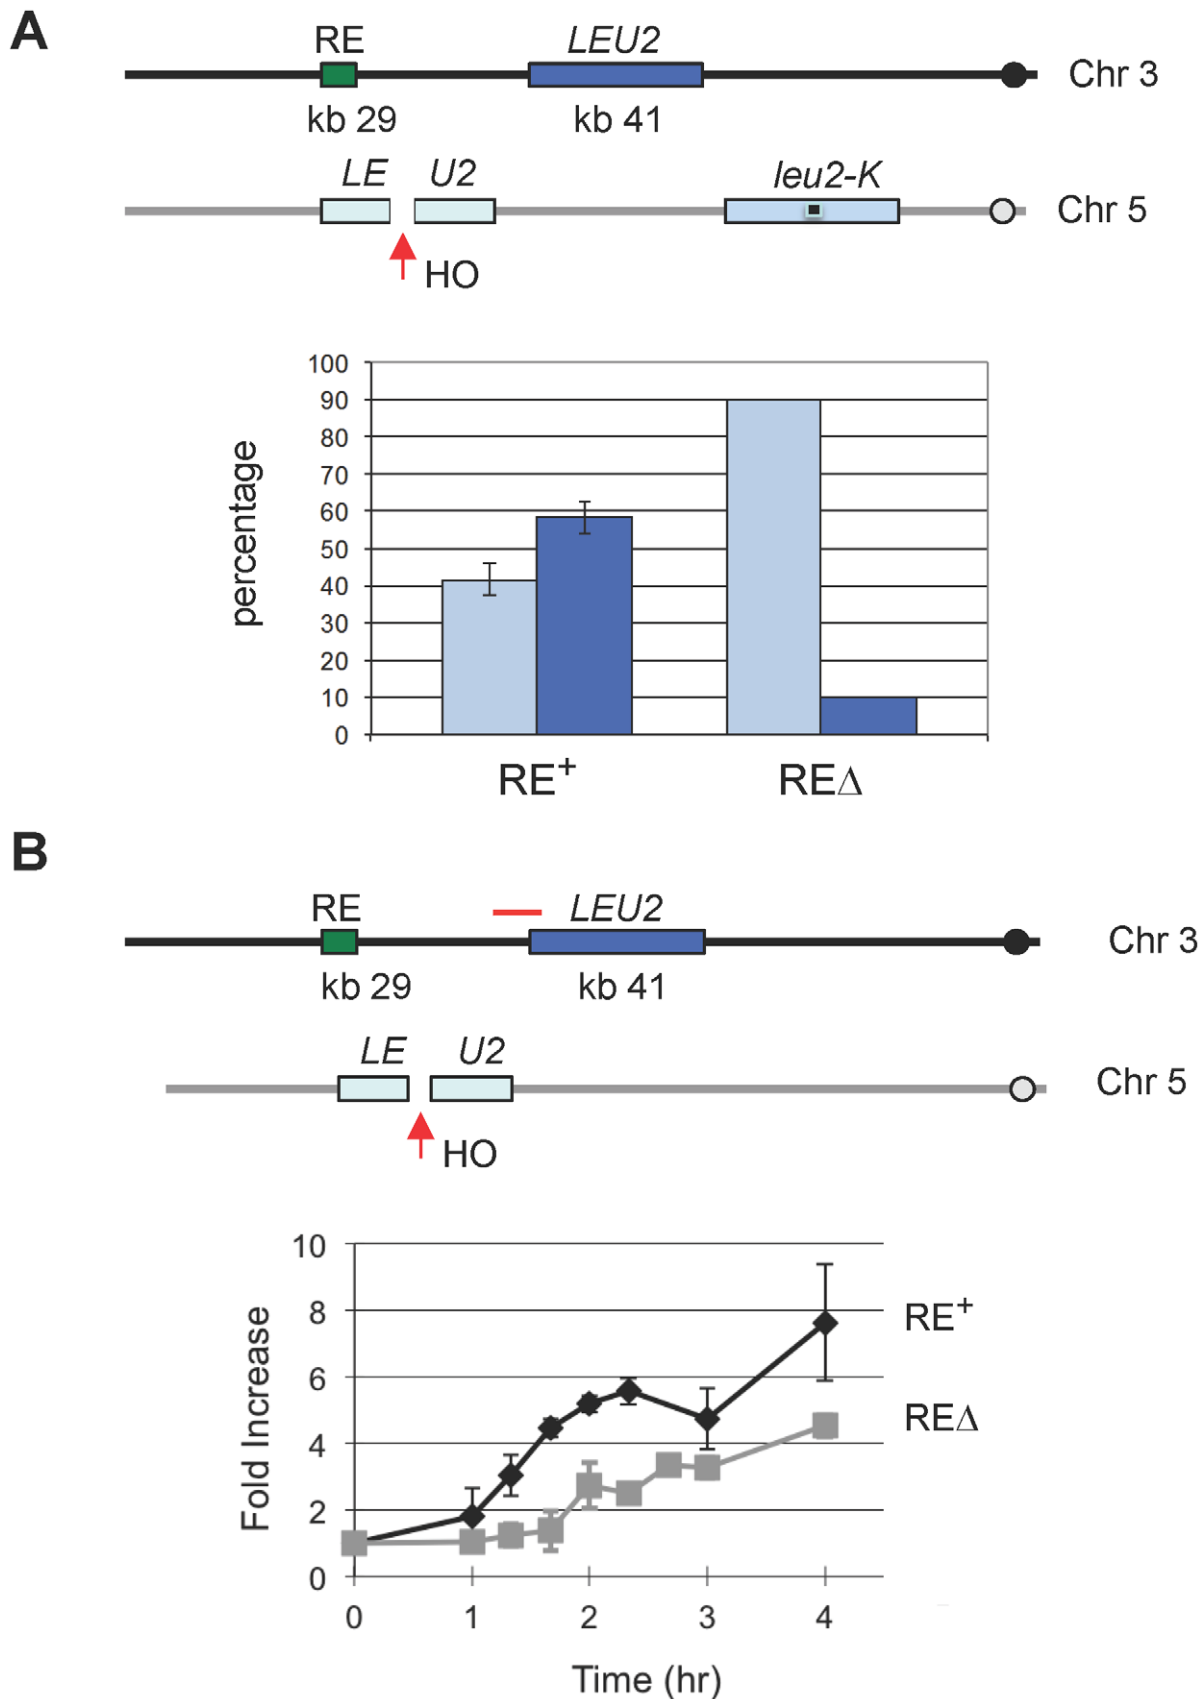 A
RE LEU2
Chr 3
kb 29 kb 41
LE U2 leu2-K
Chr 5
HO
100
90
80
70
60
50
40
30
20
10
0
percentage
RE⁺ REΔ
B
RE LEU2
Chr 3
kb 29 kb 41
LE U2
Chr 5
HO
10
8
6
4
2
0
Fold Increase
RE⁺
REΔ
0 1 2 3 4
Time (hr)